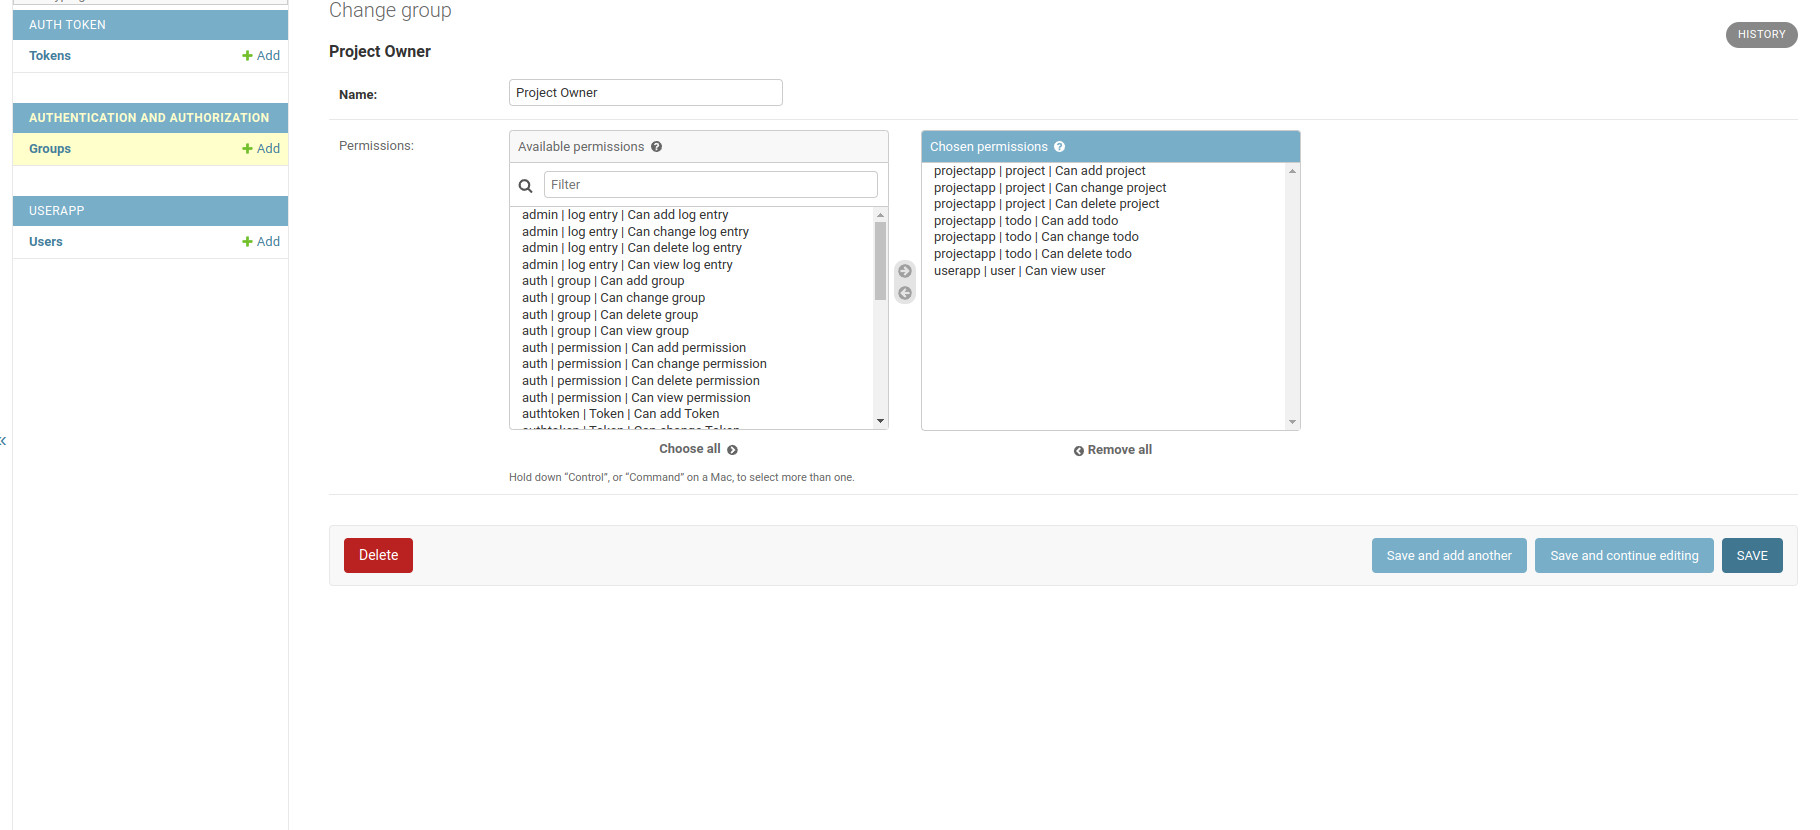 AUTH TOKEN
Tokens
Add
AUTHENTICATION AND AUTHORIZATION
Groups
Add
USERAPP
Users
Add
«
Change group
HISTORY
Project Owner
Name:
Project Owner
Permissions:
Available permissions ?
Filter
admin | log entry | Can add log entry
admin | log entry | Can change log entry
admin | log entry | Can delete log entry
admin | log entry | Can view log entry
auth | group | Can add group
auth | group | Can change group
auth | group | Can delete group
auth | group | Can view group
auth | permission | Can add permission
auth | permission | Can change permission
auth | permission | Can delete permission
auth | permission | Can view permission
authtoken | Token | Can add Token
authtoken | Token | Can change Token
Choose all
Chosen permissions ?
projectapp | project | Can add project
projectapp | project | Can change project
projectapp | project | Can delete project
projectapp | todo | Can add todo
projectapp | todo | Can change todo
projectapp | todo | Can delete todo
userapp | user | Can view user
Remove all
Hold down “Control”, or “Command” on a Mac, to select more than one.
Delete
Save and add another
Save and continue editing
SAVE